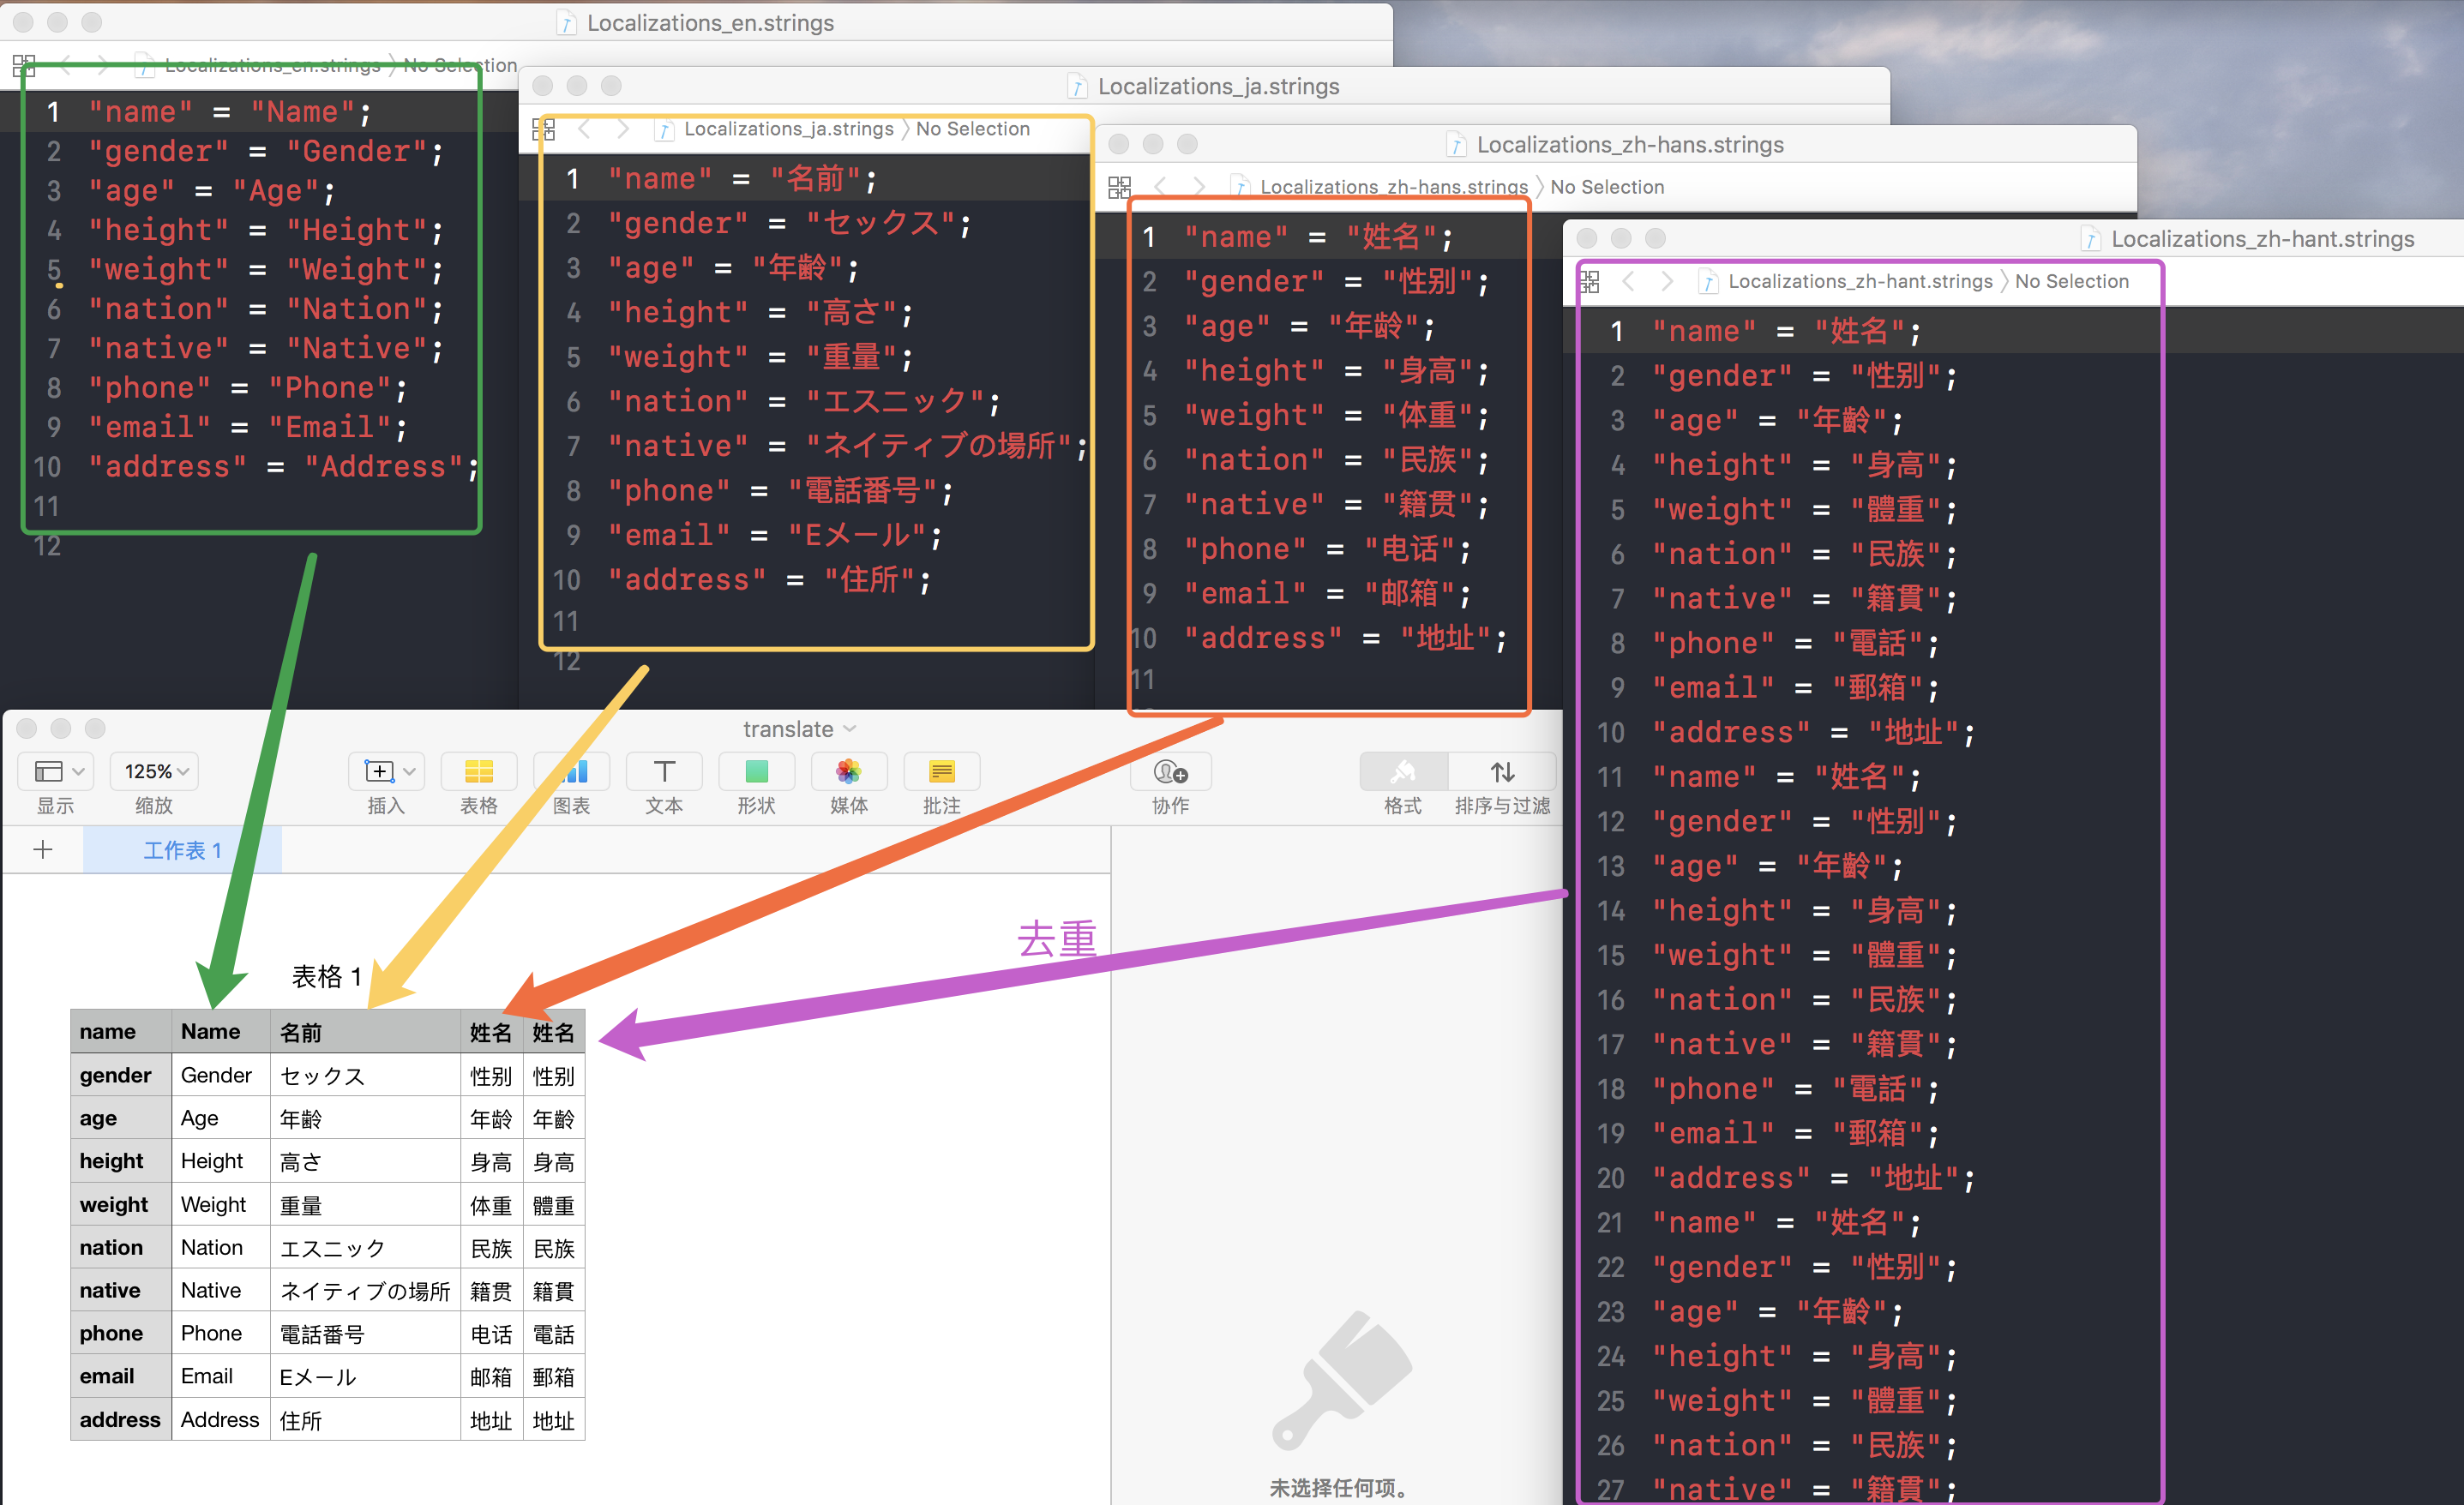 Localizations_en.strings
Localizations_en.strings 〉No Selection
1 "name" = "Name";
2 "gender" = "Gender";
3 "age" = "Age";
4 "height" = "Height";
5 "weight" = "Weight";
6 "nation" = "Nation";
7 "native" = "Native";
8 "phone" = "Phone";
9 "email" = "Email";
10 "address" = "Address";
11
12
Localizations_ja.strings
Localizations_ja.strings 〉No Selection
1 "name" = "名前";
2 "gender" = "セックス";
3 "age" = "年齢";
4 "height" = "高さ";
5 "weight" = "重量";
6 "nation" = "エスニック";
7 "native" = "ネイティブの場所";
8 "phone" = "電話番号";
9 "email" = "Eメール";
10 "address" = "住所";
11
12
Localizations_zh-hans.strings
Localizations_zh-hans.strings 〉No Selection
1 "name" = "姓名";
2 "gender" = "性别";
3 "age" = "年龄";
4 "height" = "身高";
5 "weight" = "体重";
6 "nation" = "民族";
7 "native" = "籍贯";
8 "phone" = "电话";
9 "email" = "邮箱";
10 "address" = "地址";
11
Localizations_zh-hant.strings
Localizations_zh-hant.strings 〉No Selection
1 "name" = "姓名";
2 "gender" = "性別";
3 "age" = "年齡";
4 "height" = "身高";
5 "weight" = "體重";
6 "nation" = "民族";
7 "native" = "籍貫";
8 "phone" = "電話";
9 "email" = "郵箱";
10 "address" = "地址";
11 "name" = "姓名";
12 "gender" = "性別";
13 "age" = "年齡";
14 "height" = "身高";
15 "weight" = "體重";
16 "nation" = "民族";
17 "native" = "籍貫";
18 "phone" = "電話";
19 "email" = "郵箱";
20 "address" = "地址";
21 "name" = "姓名";
22 "gender" = "性別";
23 "age" = "年齡";
24 "height" = "身高";
25 "weight" = "體重";
26 "nation" = "民族";
27 "native" = "籍貫";
translate
125%
显示 缩放 插入 表格 图表 文本 形状 媒体 批注 协作 格式 排序与过滤
工作表 1
去重
表格 1
name Name 名前 姓名 姓名
gender Gender セックス 性别 性別
age Age 年齢 年龄 年齡
height Height 高さ 身高 身高
weight Weight 重量 体重 體重
nation Nation エスニック 民族 民族
native Native ネイティブの場所 籍贯 籍貫
phone Phone 電話番号 电话 電話
email Email Eメール 邮箱 郵箱
address Address 住所 地址 地址
未选择任何项。